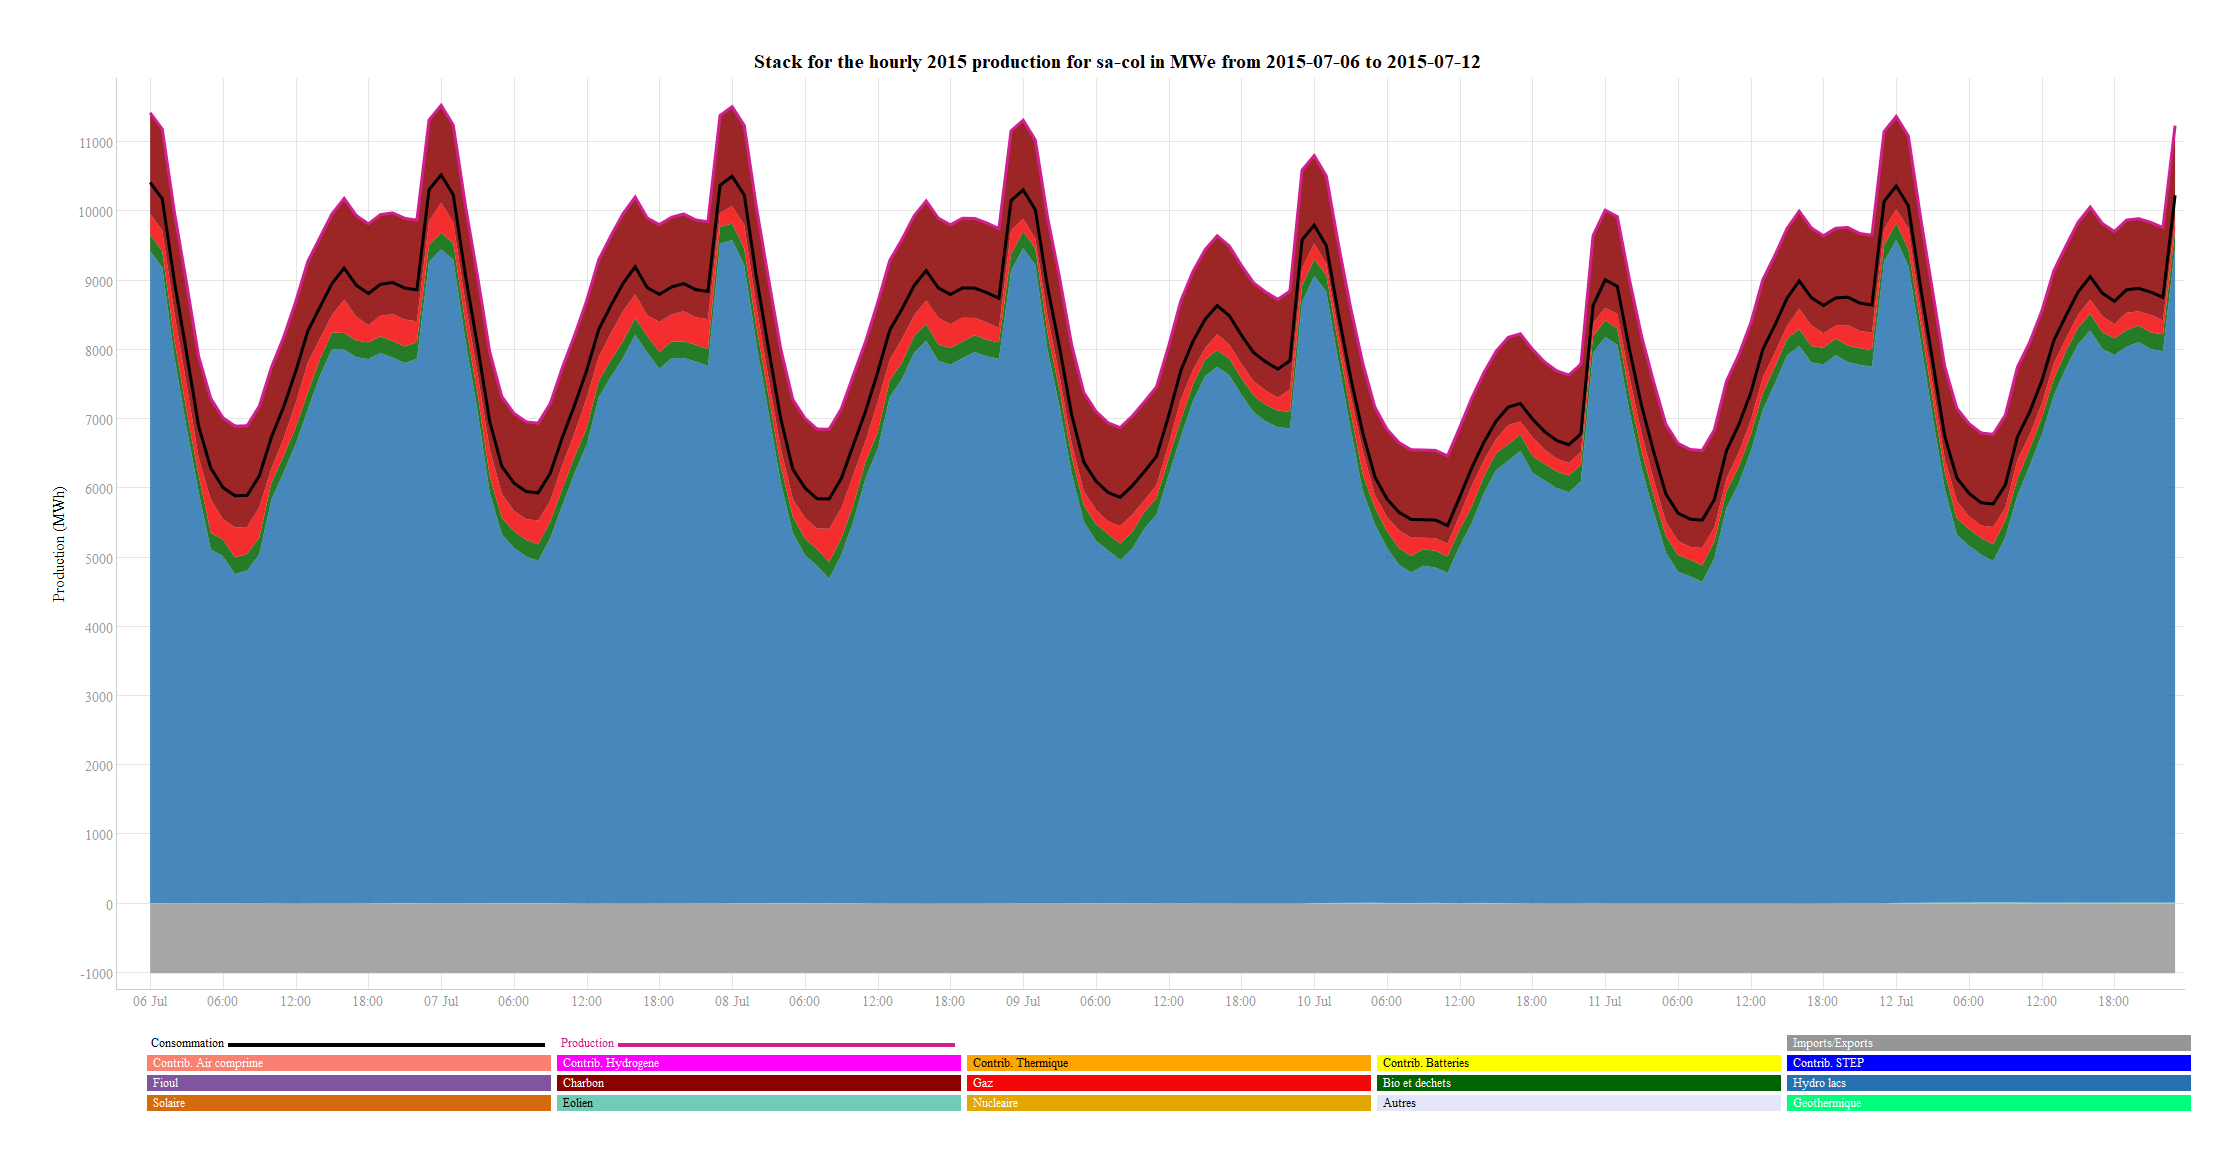 Stack for the hourly 2015 production for sa-col in MWe from 2015-07-06 to 2015-07-12
Production (MWh)
11000
10000
9000
8000
7000
6000
5000
4000
3000
2000
1000
0
-1000
06 Jul 06:00 12:00 18:00 07 Jul 06:00 12:00 18:00 08 Jul 06:00 12:00 18:00 09 Jul 06:00 12:00 18:00 10 Jul 06:00 12:00 18:00 11 Jul 06:00 12:00 18:00 12 Jul 06:00 12:00 18:00
Consommation Production Imports/Exports
Contrib. Air comprime Contrib. Hydrogene Contrib. Thermique Contrib. Batteries Contrib. STEP
Fioul Charbon Gaz Bio et dechets Hydro lacs
Solaire Eolien Nucleaire Autres Geothermique